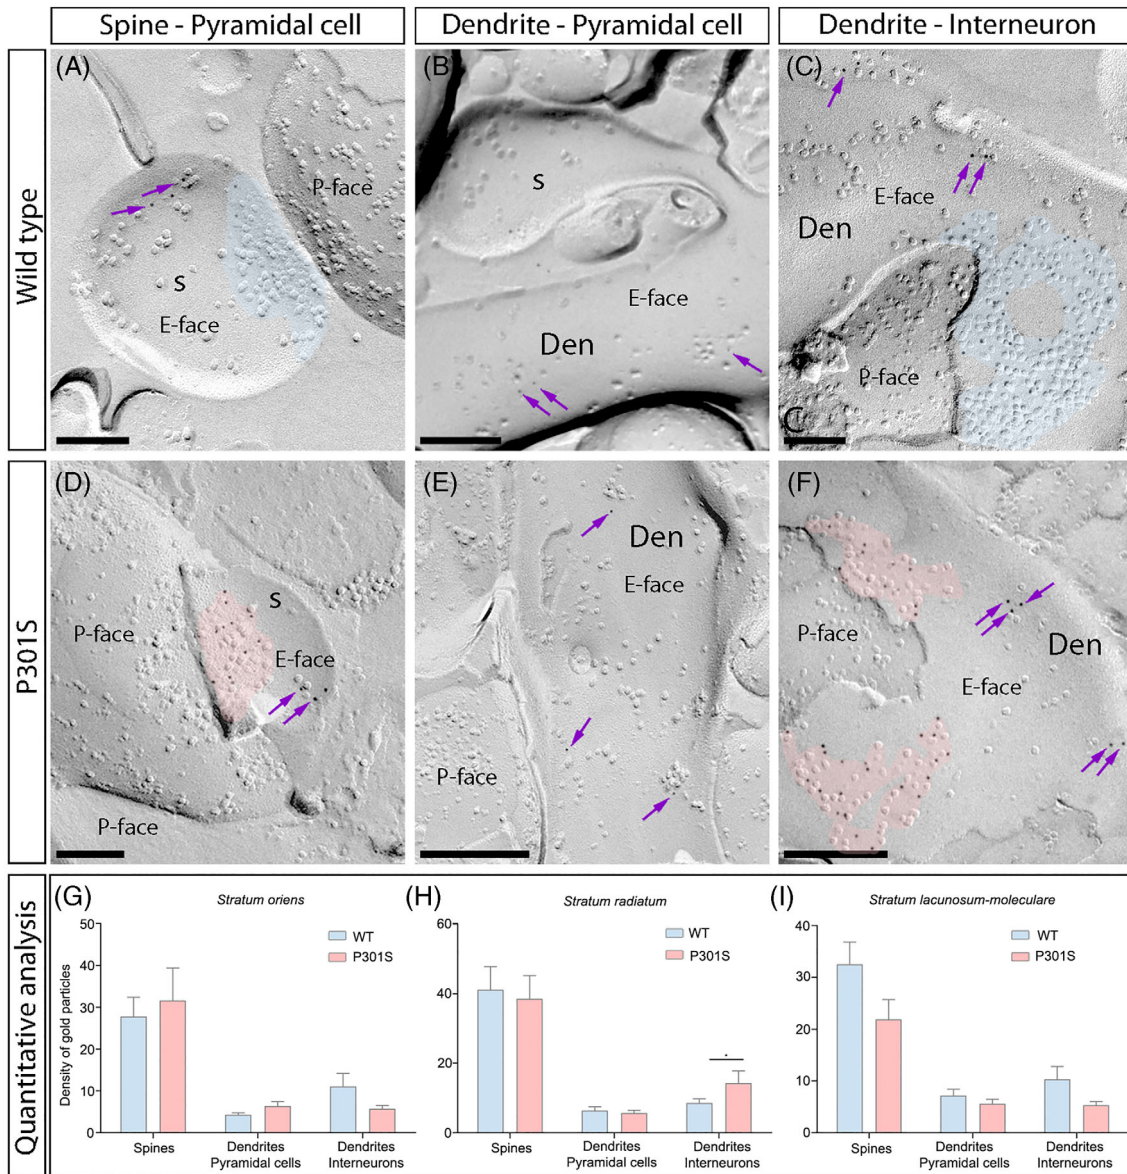 Spine - Pyramidal cell
Dendrite - Pyramidal cell
Dendrite - Interneuron
Wild type
(A)
P-face
s
E-face
(B)
s
E-face
Den
(C)
E-face
Den
P-face
C
P301S
(D)
s
P-face
E-face
P-face
(E)
Den
E-face
P-face
(F)
P-face
Den
E-face
Quantitative analysis
(G)
Stratum oriens
WT
P301S
Density of gold particles
50
40
30
20
10
0
Spines
Dendrites
Pyramidal cells
Dendrites
Interneurons
(H)
Stratum radiatum
WT
P301S
60
40
20
0
Spines
Dendrites
Pyramidal cells
Dendrites
Interneurons
(I)
Stratum lacunosum-moleculare
WT
P301S
40
30
20
10
0
Spines
Dendrites
Pyramidal cells
Dendrites
Interneurons